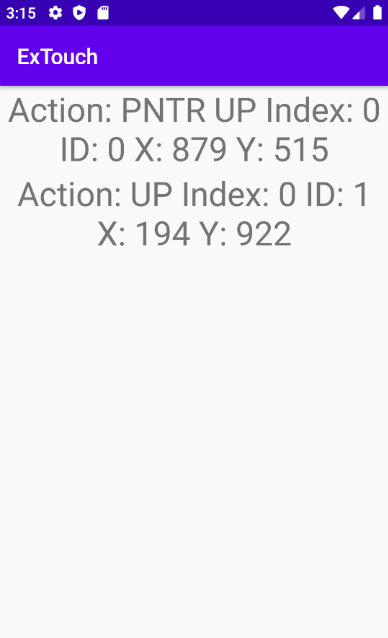 3:15
ExTouch
Action: PNTR UP Index: 0
ID: 0 X: 879 Y: 515
Action: UP Index: 0 ID: 1
X: 194 Y: 922